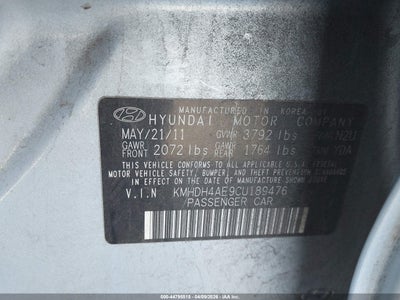 MANUFACTURED IN KOREA BY
HYUNDAI MOTOR COMPANY
MAY/21/11 GVWR 3792 lbs
GAWR FRONT 2072 lbs GAWR REAR 1764 lbs
THIS VEHICLE CONFORMS TO ALL APPLICABLE U.S.A. FEDERAL
MOTOR VEHICLE SAFETY, BUMPER, AND THEFT PREVENTION STANDARDS
IN EFFECT ON THE DATE OF MANUFACTURE SHOWN ABOVE.
V.I.N KMHDH4AE9CU189476
/PASSENGER CAR